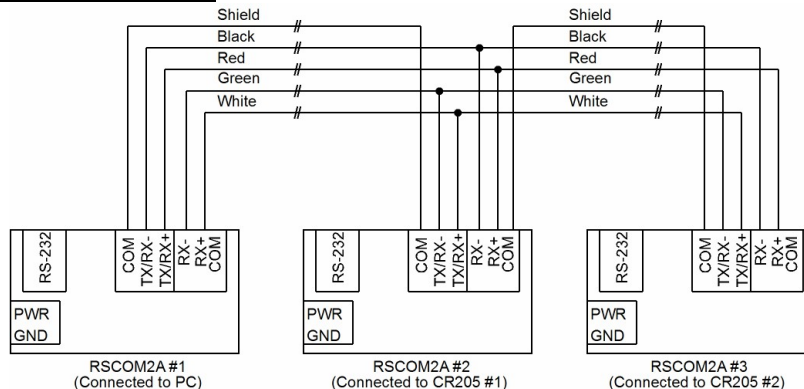 Shield
Black
Red
Green
White
Shield
Black
Red
Green
White
RS-232
COM
TX/RX-
TX/RX+
RX-
RX+
COM
PWR
GND
RSCOM2A #1
(Connected to PC)
RS-232
COM
TX/RX-
TX/RX+
RX-
RX+
COM
PWR
GND
RSCOM2A #2
(Connected to CR205 #1)
RS-232
COM
TX/RX-
TX/RX+
RX-
RX+
COM
PWR
GND
RSCOM2A #3
(Connected to CR205 #2)